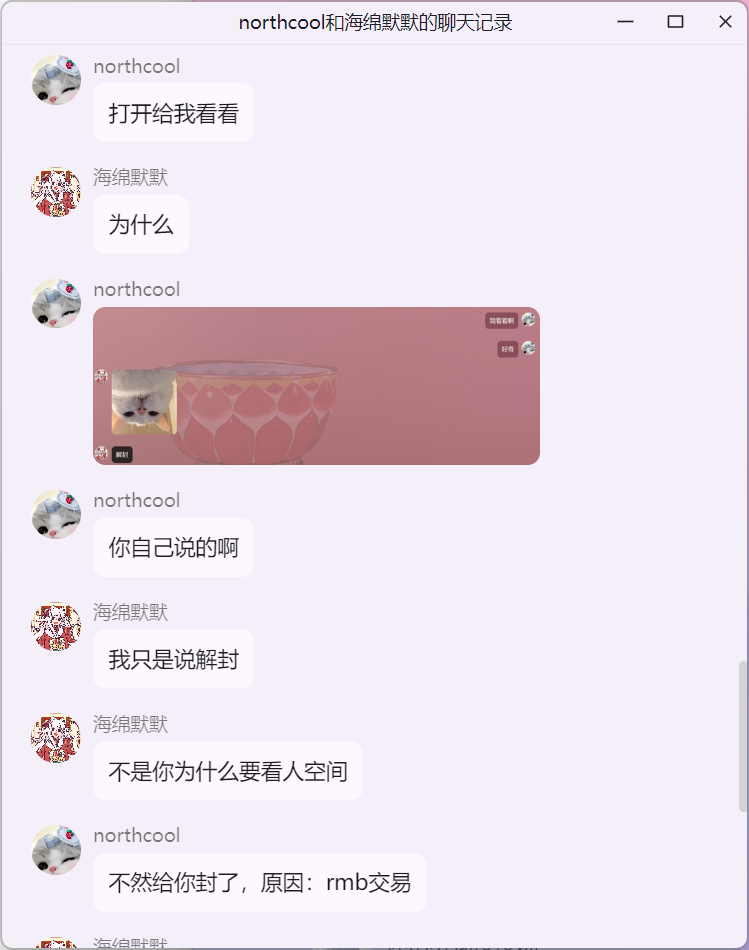 northcool和海绵默默的聊天记录
northcool
打开给我看看
海绵默默
为什么
northcool
我看看啊
好奇
解封
northcool
你自己说的啊
海绵默默
我只是说解封
海绵默默
不是你为什么要看人空间
northcool
不然给你封了，原因：rmb交易
海绵默默